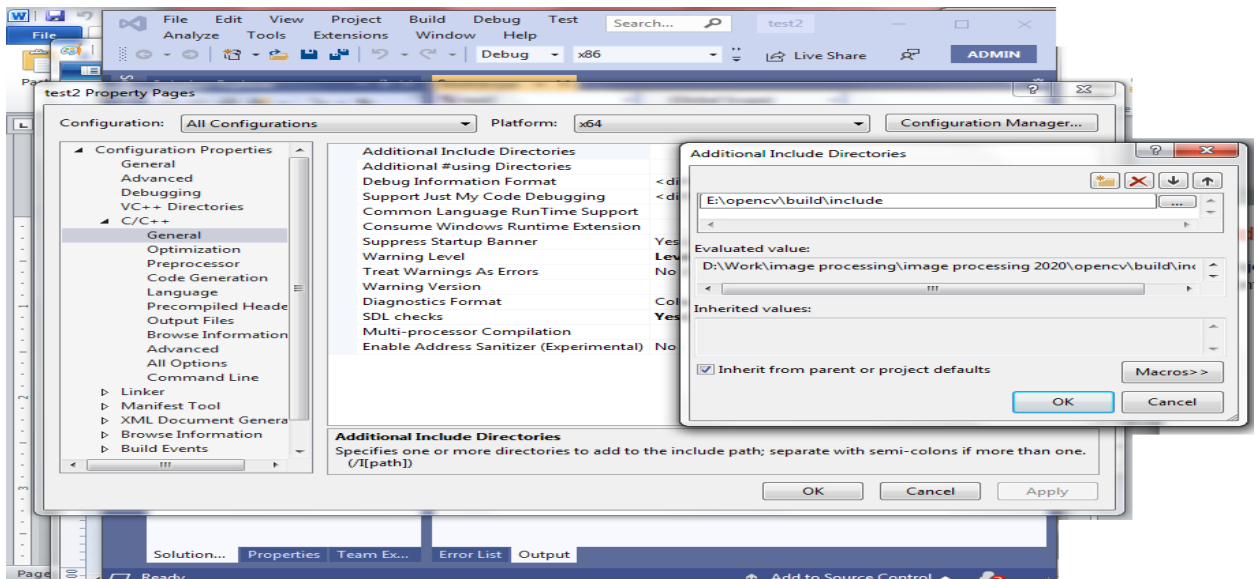 File Edit View Project Build Debug Test Search... test2
File Analyze Tools Extensions Window Help
Debug x86 Live Share ADMIN
test2 Property Pages
Configuration: All Configurations Platform: x64 Configuration Manager...
Configuration Properties
General
Advanced
Debugging
VC++ Directories
C/C++
General
Optimization
Preprocessor
Code Generation
Language
Precompiled Heade
Output Files
Browse Information
Advanced
All Options
Command Line
Linker
Manifest Tool
XML Document Genera
Browse Information
Build Events
Additional Include Directories
Additional #using Directories
Debug Information Format <di
Support Just My Code Debugging <di
Common Language RunTime Support
Consume Windows Runtime Extension
Suppress Startup Banner Yes
Warning Level Lev
Treat Warnings As Errors No
Warning Version
Diagnostics Format Col
SDL checks Yes
Multi-processor Compilation
Enable Address Sanitizer (Experimental) No
Additional Include Directories
Specifies one or more directories to add to the include path; separate with semi-colons if more than one.
(/I[path])
OK Cancel Apply
Additional Include Directories
E:\opencv\build\include ...
Evaluated value:
D:\Work\image processing\image processing 2020\opencv\build\inc
Inherited values:
Inherit from parent or project defaults
Macros>>
OK Cancel
Solution... Properties Team Ex... Error List Output
Page Ready Add to Source Control